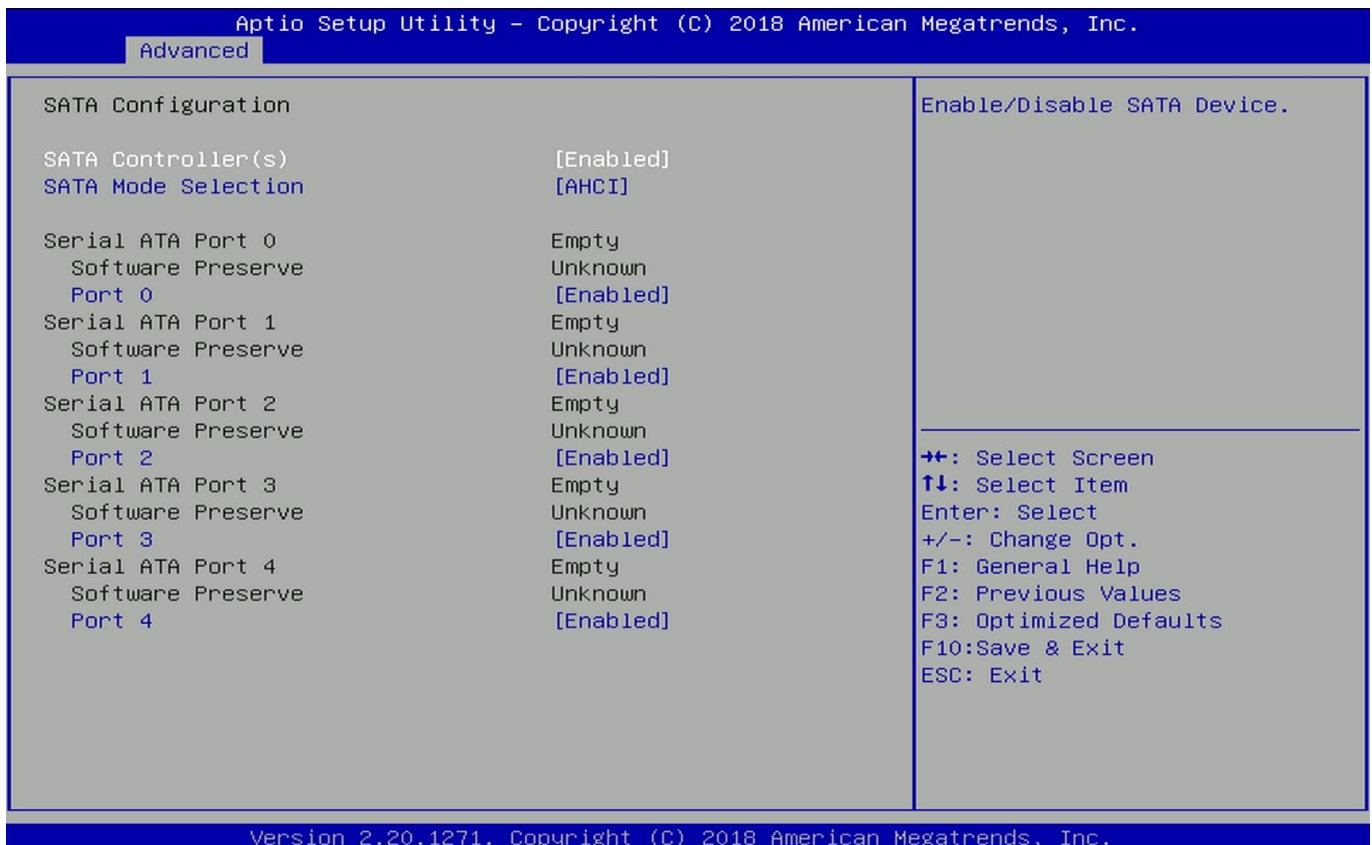 Aptio Setup Utility – Copyright (C) 2018 American Megatrends, Inc.
Advanced
SATA Configuration
SATA Controller(s) [Enabled]
SATA Mode Selection [AHCI]
Serial ATA Port 0 Empty
Software Preserve Unknown
Port 0 [Enabled]
Serial ATA Port 1 Empty
Software Preserve Unknown
Port 1 [Enabled]
Serial ATA Port 2 Empty
Software Preserve Unknown
Port 2 [Enabled]
Serial ATA Port 3 Empty
Software Preserve Unknown
Port 3 [Enabled]
Serial ATA Port 4 Empty
Software Preserve Unknown
Port 4 [Enabled]
Enable/Disable SATA Device.
→←: Select Screen
↑↓: Select Item
Enter: Select
+/-: Change Opt.
F1: General Help
F2: Previous Values
F3: Optimized Defaults
F10:Save & Exit
ESC: Exit
Version 2.20.1271. Copyright (C) 2018 American Megatrends, Inc.